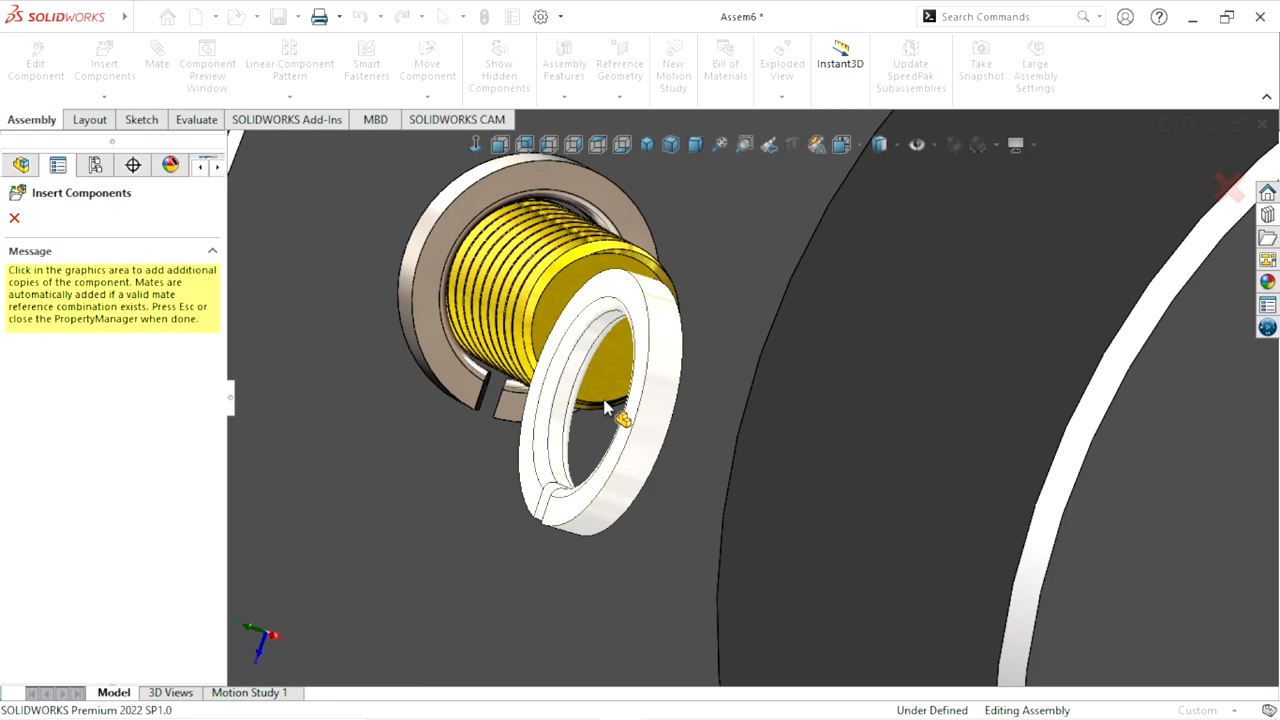 SOLIDWORKS
Assem6 *
Search Commands
Edit Component
Insert Components
Mate
Component Preview Window
Linear Component Pattern
Smart Fasteners
Move Component
Show Hidden Components
Assembly Features
Reference Geometry
New Motion Study
Bill of Materials
Exploded View
Instant3D
Update SpeedPak Subassemblies
Take Snapshot
Large Assembly Settings
Assembly
Layout
Sketch
Evaluate
SOLIDWORKS Add-Ins
MBD
SOLIDWORKS CAM
Insert Components
Message
Click in the graphics area to add additional
copies of the component. Mates are
automatically added if a valid mate
reference combination exists. Press Esc or
close the PropertyManager when done.
Model
3D Views
Motion Study 1
SOLIDWORKS Premium 2022 SP1.0
Under Defined
Editing Assembly
Custom